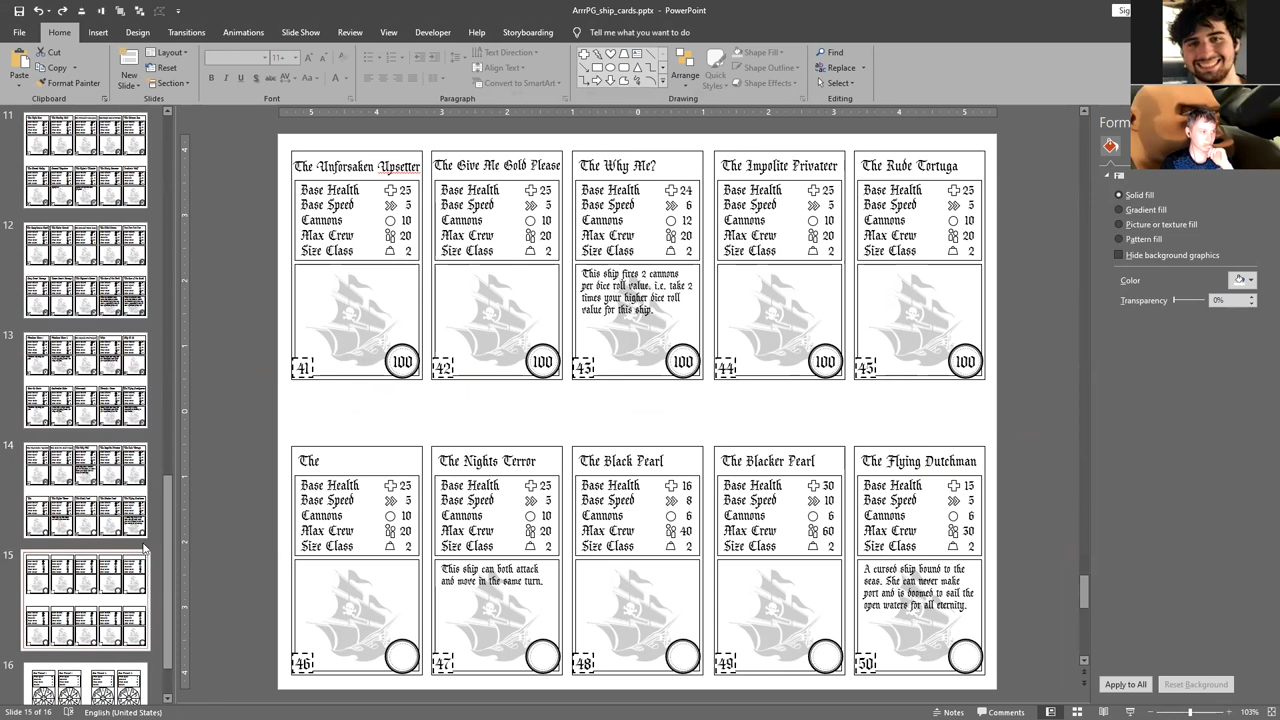 ArrrPG_ship_cards.pptx - PowerPoint
File Home Insert Design Transitions Animations Slide Show Review View Developer Help Storyboarding
Paste
Cut
Copy
Format Painter
Clipboard
New
Slide
Layout
Reset
Section
Slides
11
B I U S abc AV Aa A
Font
Text Direction
Align Text
Convert to SmartArt
Paragraph
Arrange
Quick
Styles
Shape Fill
Shape Outline
Shape Effects
Drawing
Find
Replace
Select
Editing
11
12
13
14
15
16
The Unforsaken Upsetter
Base Health 25
Base Speed 5
Cannons 10
Max Crew 20
Size Class 2
41
100
The Give Me Gold Please
Base Health 25
Base Speed 5
Cannons 10
Max Crew 20
Size Class 2
42
100
The Why Me?
Base Health 24
Base Speed 6
Cannons 12
Max Crew 20
Size Class 2
This ship fires 2 cannons
per dice roll value. i.e. take 2
times your higher dice roll
value for this ship.
43
100
The Impolite Privateer
Base Health 25
Base Speed 5
Cannons 10
Max Crew 20
Size Class 2
44
100
The Rude Tortuga
Base Health 25
Base Speed 5
Cannons 10
Max Crew 20
Size Class 2
45
100
The
Base Health 25
Base Speed 5
Cannons 10
Max Crew 20
Size Class 2
46
The Nights Terror
Base Health 25
Base Speed 5
Cannons 10
Max Crew 20
Size Class 2
This ship can both attack
and move in the same turn.
47
The Black Pearl
Base Health 16
Base Speed 8
Cannons 6
Max Crew 40
Size Class 2
48
The Blacker Pearl
Base Health 30
Base Speed 10
Cannons 6
Max Crew 60
Size Class 2
49
The Flying Dutchman
Base Health 15
Base Speed 5
Cannons 6
Max Crew 30
Size Class 2
A cursed ship bound to the
seas. She can never make
port and is doomed to sail the
open waters for all eternity.
50
Form
Fill
Solid fill
Gradient fill
Picture or texture fill
Pattern fill
Hide background graphics
Color
Transparency 0%
Apply to All Reset Background
Slide 15 of 16 English (United States) Notes Comments 103%